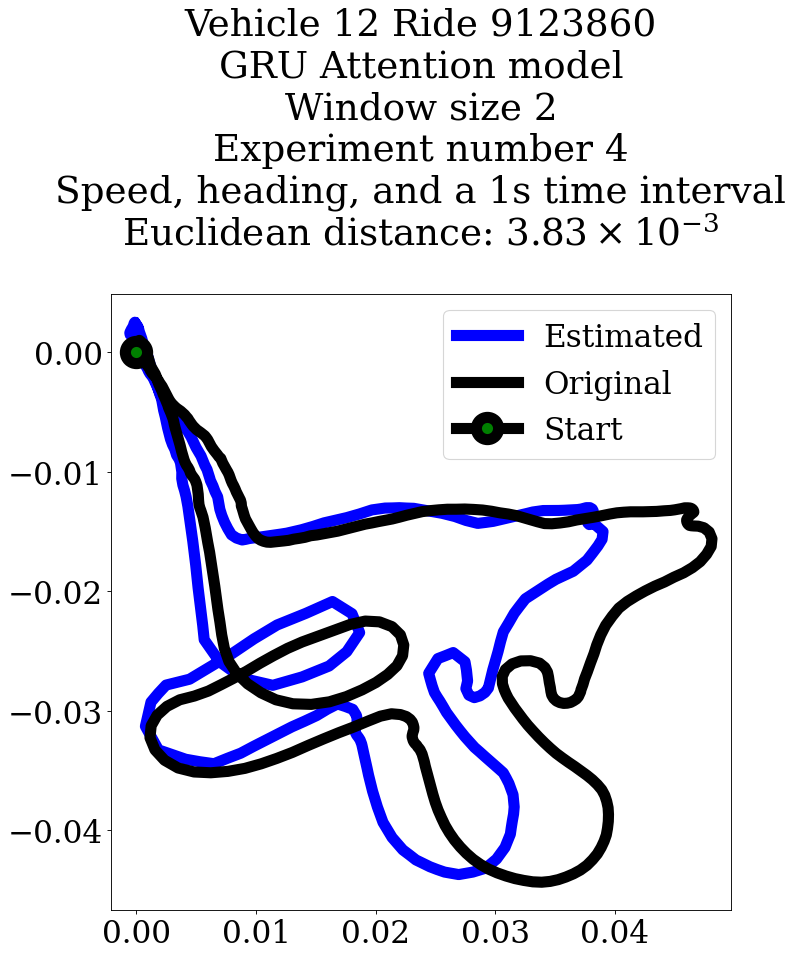 Vehicle 12 Ride 9123860
GRU Attention model
Window size 2
Experiment number 4
Speed, heading, and a 1s time interval
Euclidean distance: 3.83 × 10⁻³
Estimated
Original
Start
0.00
−0.01
−0.02
−0.03
−0.04
0.00 0.01 0.02 0.03 0.04